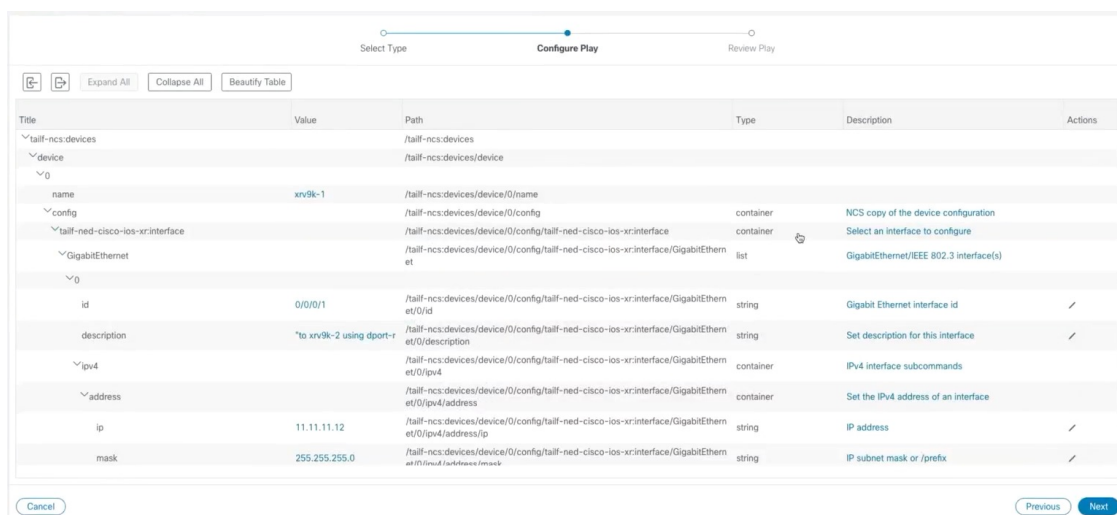 Select Type
Configure Play
Review Play
Expand All
Collapse All
Beautify Table
Title Value Path Type Description Actions
tailf-ncs:devices /tailf-ncs:devices
device /tailf-ncs:devices/device
0
name xrv9k-1 /tailf-ncs:devices/device/0/name
config /tailf-ncs:devices/device/0/config container NCS copy of the device configuration
tailf-ned-cisco-ios-xr:interface /tailf-ncs:devices/device/0/config/tailf-ned-cisco-ios-xr:interface container Select an interface to configure
GigabitEthernet /tailf-ncs:devices/device/0/config/tailf-ned-cisco-ios-xr:interface/GigabitEthern list GigabitEthernet/IEEE 802.3 interface(s)
et
0
id 0/0/0/1 /tailf-ncs:devices/device/0/config/tailf-ned-cisco-ios-xr:interface/GigabitEthern string Gigabit Ethernet interface id
et/0/id
description "to xrv9k-2 using dport-r /tailf-ncs:devices/device/0/config/tailf-ned-cisco-ios-xr:interface/GigabitEthern string Set description for this interface
et/0/description
ipv4 /tailf-ncs:devices/device/0/config/tailf-ned-cisco-ios-xr:interface/GigabitEthern container IPv4 interface subcommands
et/0/ipv4
address /tailf-ncs:devices/device/0/config/tailf-ned-cisco-ios-xr:interface/GigabitEthern container Set the IPv4 address of an interface
et/0/ipv4/address
ip 11.11.11.12 /tailf-ncs:devices/device/0/config/tailf-ned-cisco-ios-xr:interface/GigabitEthern string IP address
et/0/ipv4/address/ip
mask 255.255.255.0 /tailf-ncs:devices/device/0/config/tailf-ned-cisco-ios-xr:interface/GigabitEthern string IP subnet mask or /prefix
et/0/ipv4/address/mask
Cancel
Previous
Next